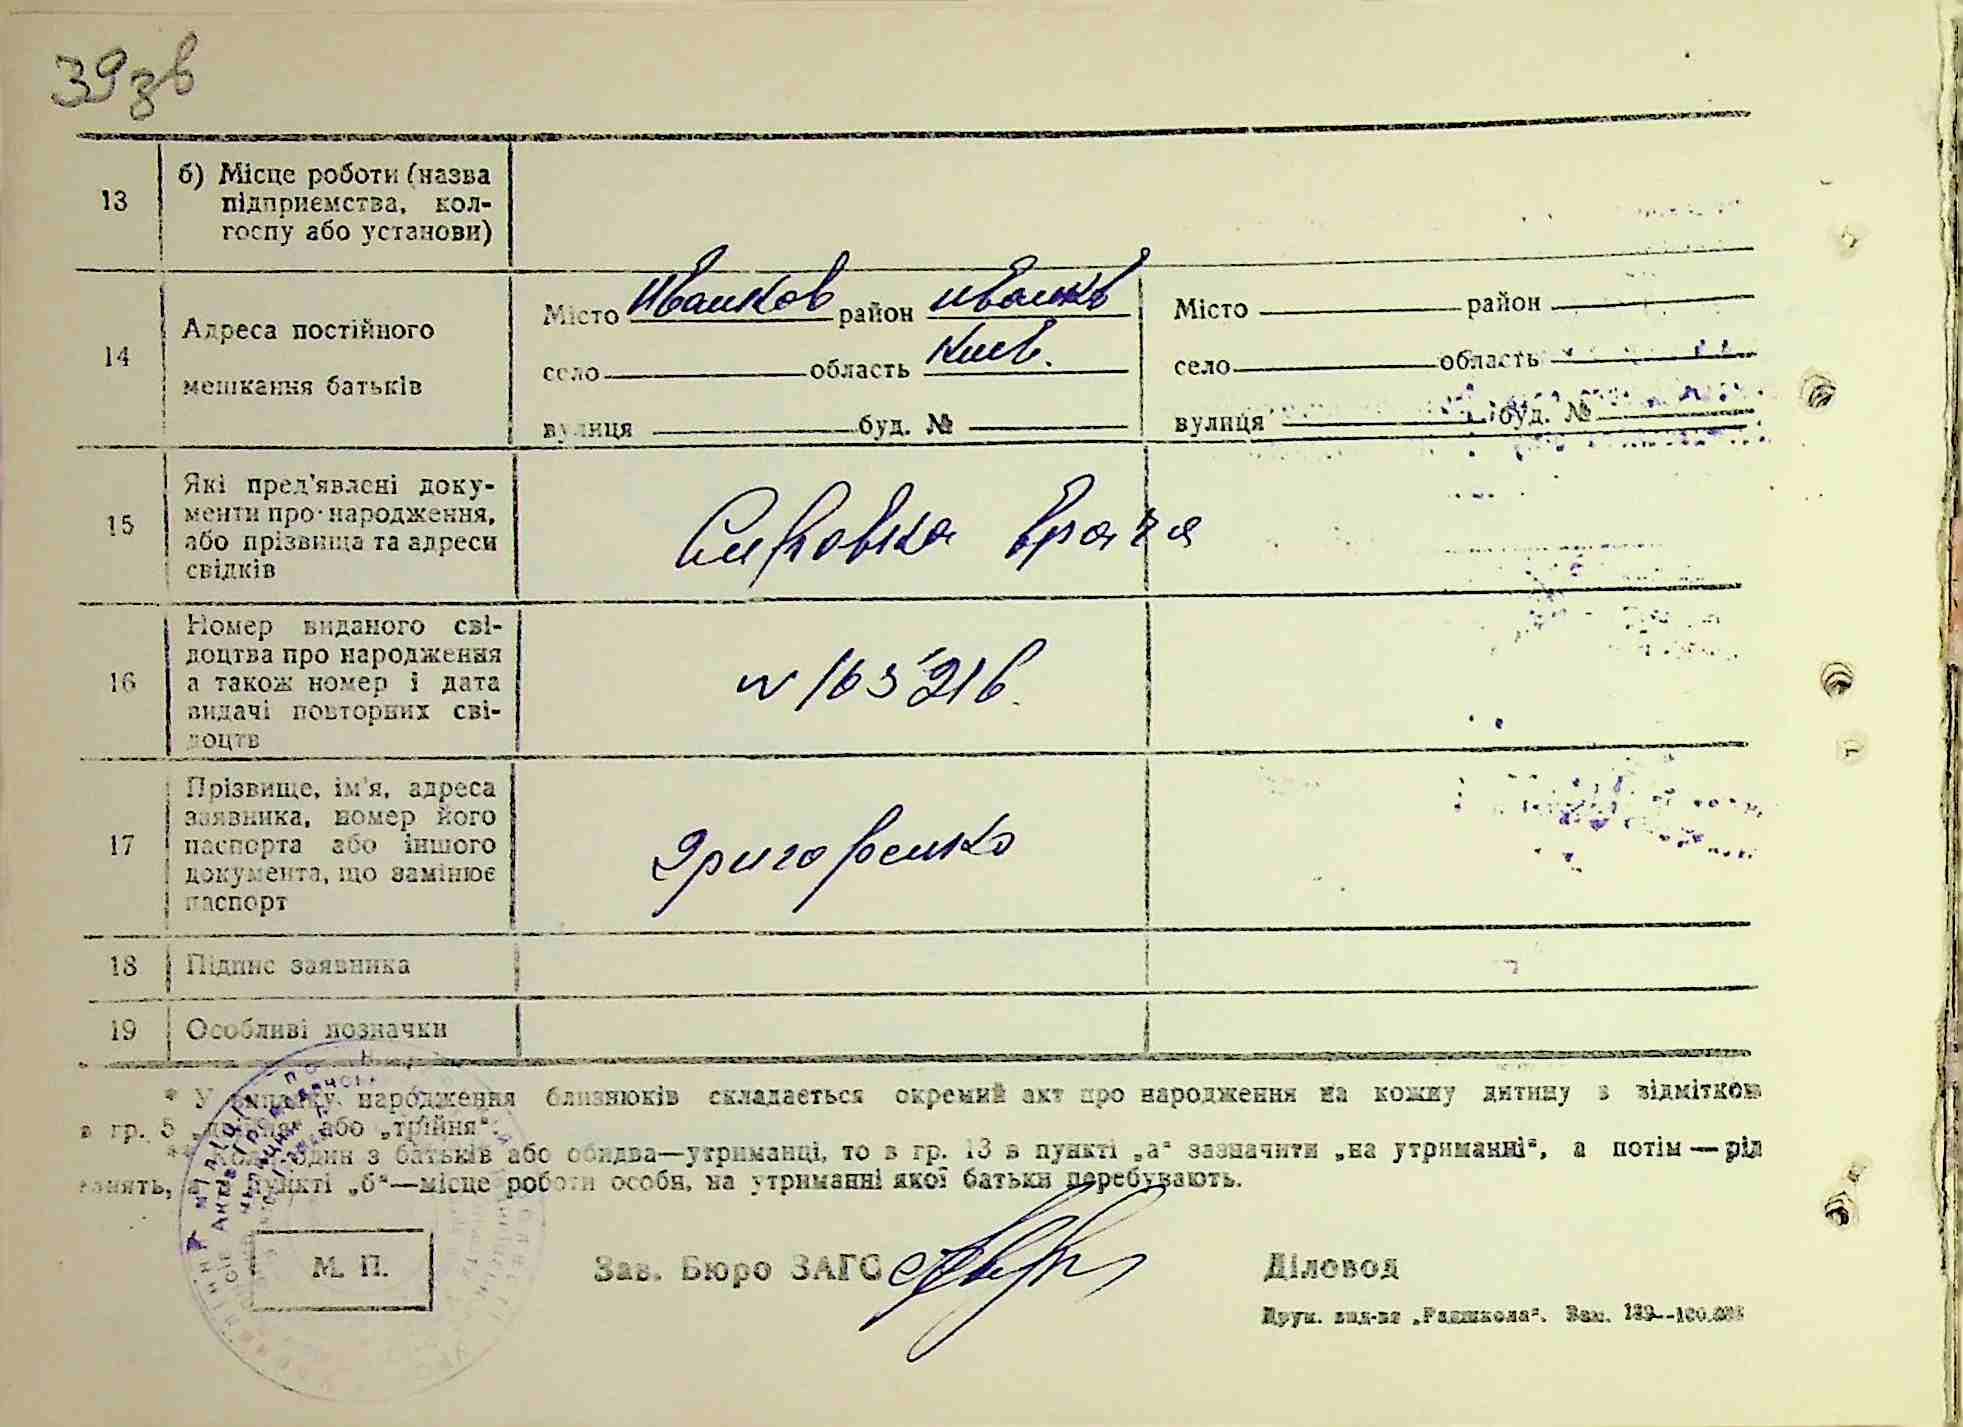 39зв
13
б) Місце роботи (назва
підприємства, кол-
госпу або установи)
14
Адреса постійного
мешкання батьків
Місто Иванков район Иванк
село область Киев.
вулиця буд. №
Місто район
село область
вулиця буд. №
15
Які пред'явлені доку-
менти про народження,
або прізвища та адреси
свідків
Справка врача
16
Номер виданого сві-
доцтва про народження
а також номер і дата
видачі повторних сві-
доцтв
17
Прізвище, ім'я, адреса
заявника, номер його
паспорта або іншого
документа, що замінює
паспорт
Григоренко
18
Підпис заявника
19
Особливі позначки
* У випадку народження близнюків складається окремий акт про народження на кожну дитину з відміткою
в гр. 5 „двійня“ або „трійня“.
** Коли один з батьків або обидва—утриманці, то в гр. 13 в пункті „а“ зазначити „на утриманні“, а потім—рід
занять, а в пункті „б“—місце роботи особи, на утриманні якої батьки перебувають.
М. П.
Зав. Бюро ЗАГС
Діловод
Друк. вид-ва „Радшкола“. Зам.